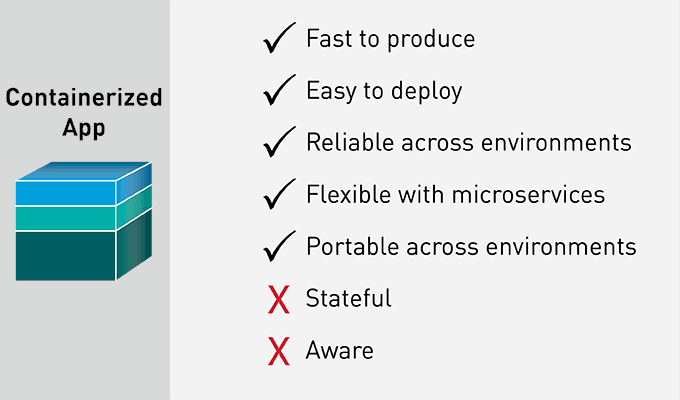 Containerized
App
Fast to produce
Easy to deploy
Reliable across environments
Flexible with microservices
Portable across environments
Stateful
Aware